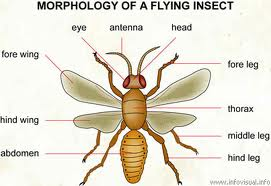 MORPHOLOGY OF A FLYING INSECT
eye antenna head
fore wing
fore leg
thorax
hind wing
middle leg
abdomen
hind leg
www.infovisual.info